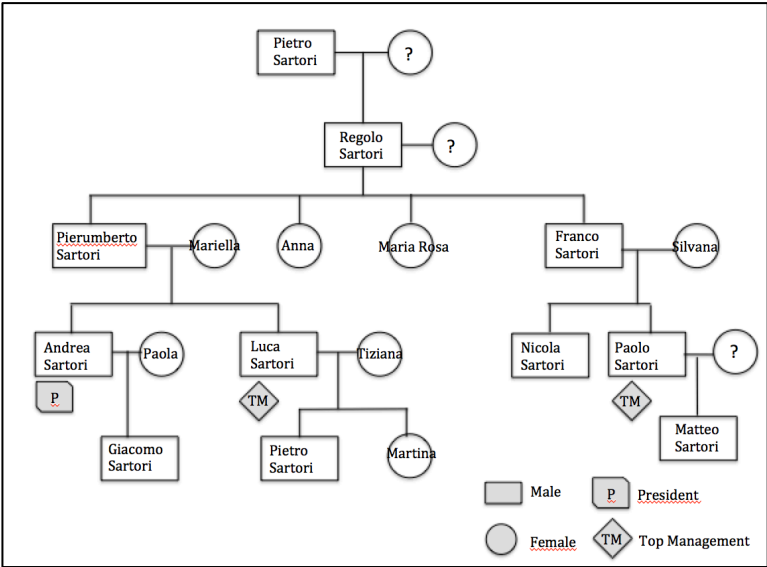 Pietro
Sartori
?
Regolo
Sartori
?
Pierumberto
Sartori
Mariella
Anna
Maria Rosa
Franco
Sartori
Silvana
Andrea
Sartori
Paola
Luca
Sartori
Tiziana
Nicola
Sartori
Paolo
Sartori
?
P
TM
TM
Giacomo
Sartori
Pietro
Sartori
Martina
Matteo
Sartori
Male
P
President
Female
TM
Top Management